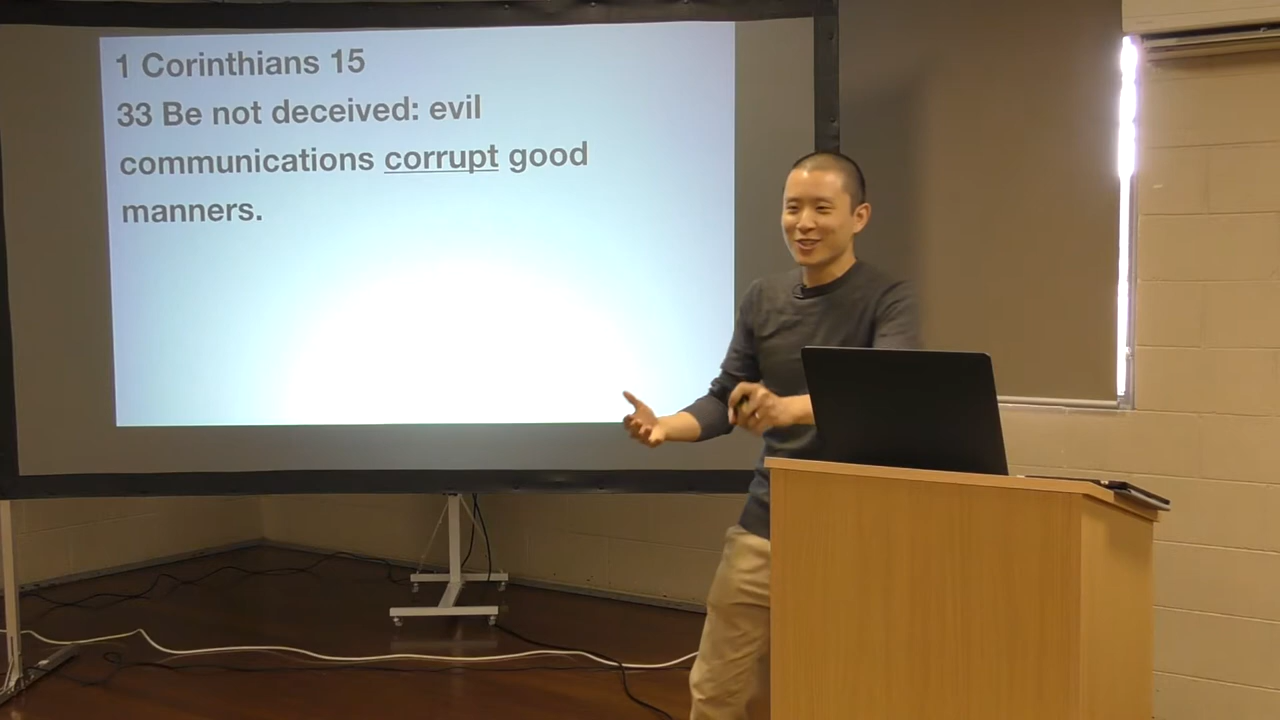 1 Corinthians 15
33 Be not deceived: evil
communications corrupt good
manners.